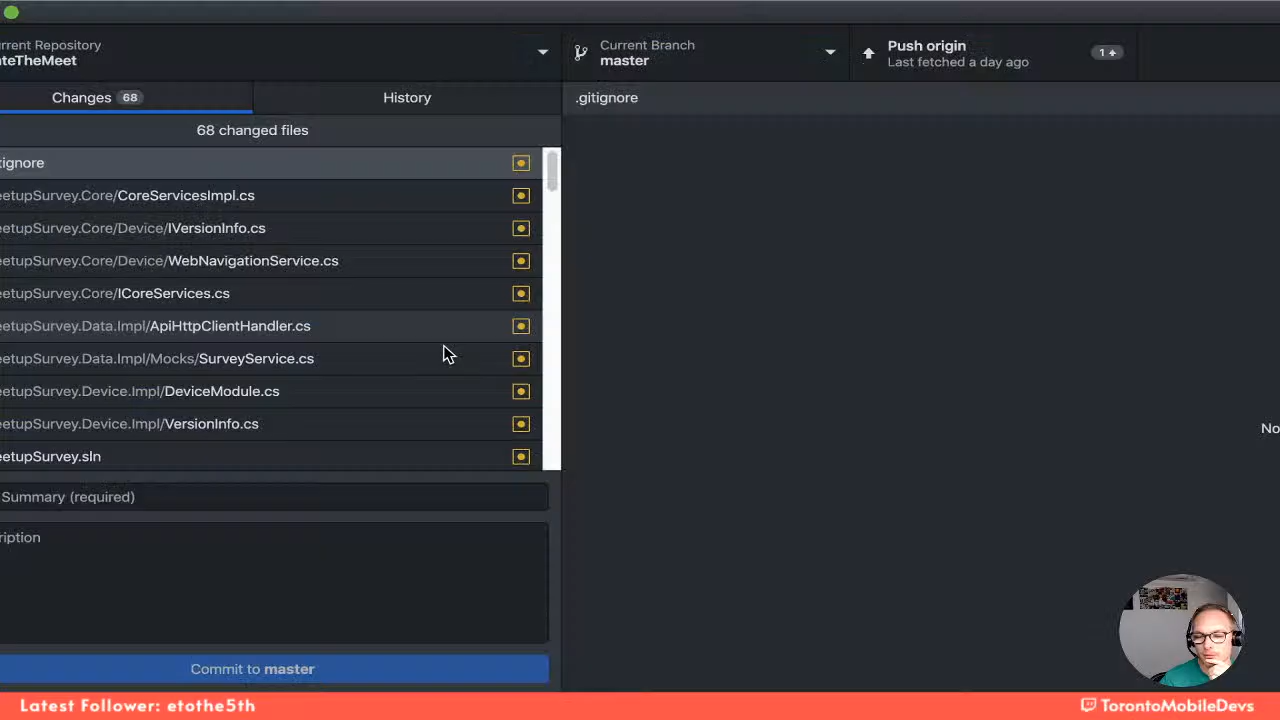 rrent Repository
teTheMeet
Current Branch
master
Push origin
Last fetched a day ago
1
Changes 68
History
68 changed files
.gitignore
tignore
eetupSurvey.Core/CoreServicesImpl.cs
eetupSurvey.Core/Device/IVersionInfo.cs
eetupSurvey.Core/Device/WebNavigationService.cs
eetupSurvey.Core/ICoreServices.cs
eetupSurvey.Data.Impl/ApiHttpClientHandler.cs
eetupSurvey.Data.Impl/Mocks/SurveyService.cs
eetupSurvey.Device.Impl/DeviceModule.cs
eetupSurvey.Device.Impl/VersionInfo.cs
eetupSurvey.sln
No
Summary (required)
ription
Commit to master
Latest Follower: etothe5th
TorontoMobileDevs